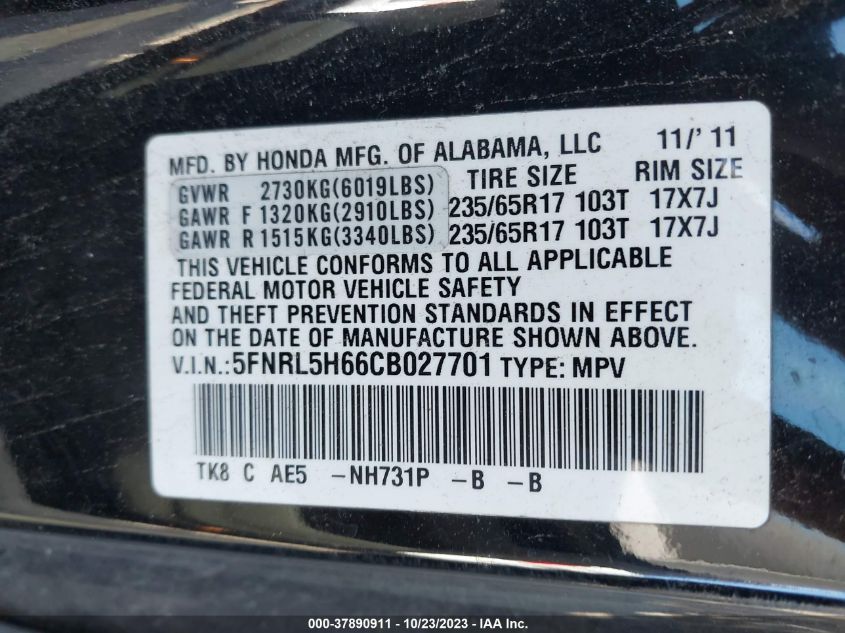 MFD. BY HONDA MFG. OF ALABAMA, LLC 11/'11
GVWR 2730KG(6019LBS) TIRE SIZE RIM SIZE
GAWR F 1320KG(2910LBS) 235/65R17 103T 17X7J
GAWR R 1515KG(3340LBS) 235/65R17 103T 17X7J
THIS VEHICLE CONFORMS TO ALL APPLICABLE
FEDERAL MOTOR VEHICLE SAFETY
AND THEFT PREVENTION STANDARDS IN EFFECT
ON THE DATE OF MANUFACTURE SHOWN ABOVE.
V.I.N.:5FNRL5H66CB027701 TYPE: MPV
TK8 C AE5 -NH731P -B -B
000-37890911 - 10/23/2023 - IAA Inc.